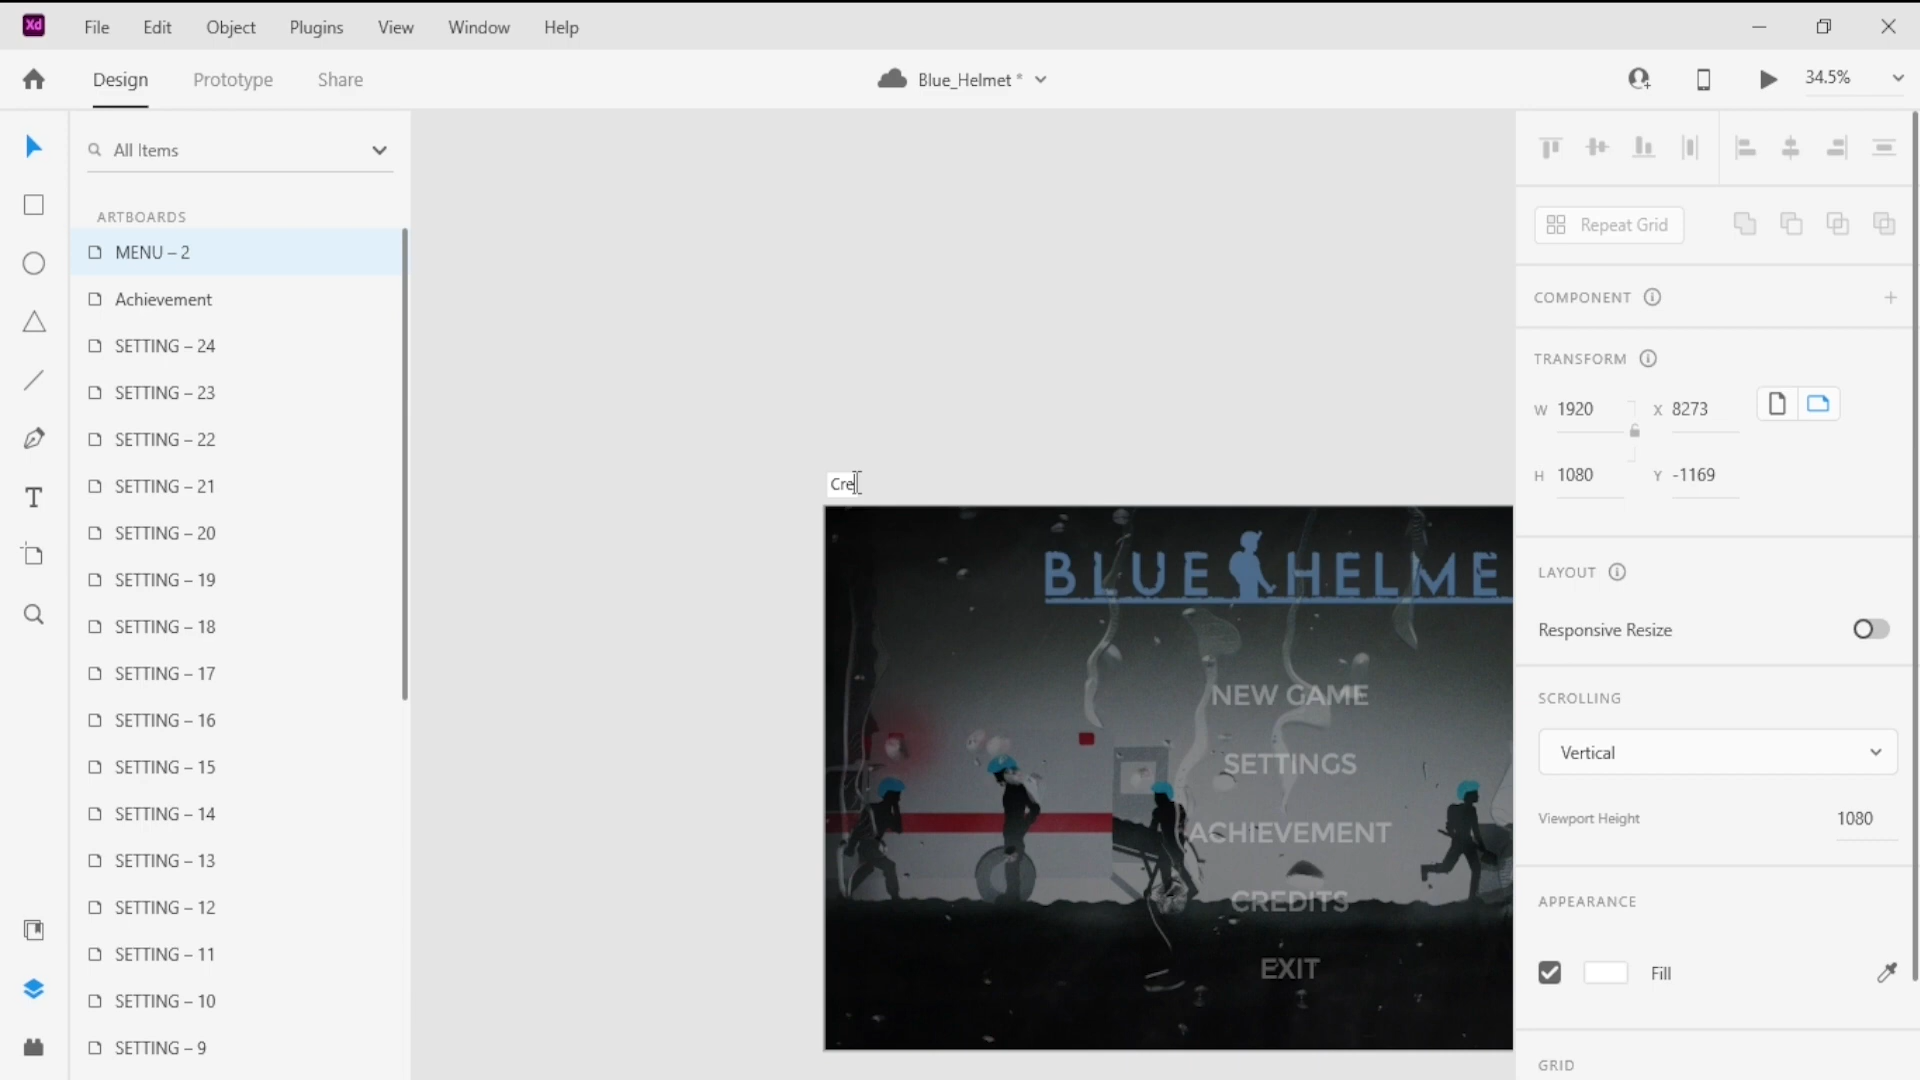 Xd File Edit Object Plugins View Window Help
Design Prototype Share Blue_Helmet * 34.5%
All Items
ARTBOARDS
MENU – 2
Achievement
SETTING – 24
SETTING – 23
SETTING – 22
SETTING – 21
SETTING – 20
SETTING – 19
SETTING – 18
SETTING – 17
SETTING – 16
SETTING – 15
SETTING – 14
SETTING – 13
SETTING – 12
SETTING – 11
SETTING – 10
SETTING – 9
Cre
BLUE HELME
NEW GAME
SETTINGS
ACHIEVEMENT
CREDITS
EXIT
Repeat Grid
COMPONENT
TRANSFORM
W 1920 X 8273
H 1080 Y -1169
LAYOUT
Responsive Resize
SCROLLING
Vertical
Viewport Height 1080
APPEARANCE
Fill
GRID